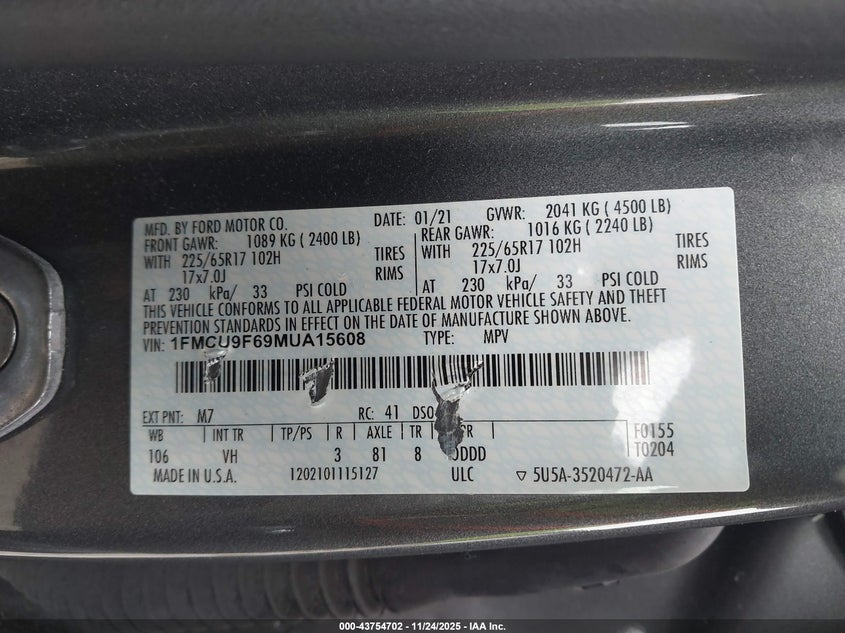 MFD. BY FORD MOTOR CO. DATE: 01/21 GVWR: 2041 KG ( 4500 LB)
FRONT GAWR: 1089 KG ( 2400 LB) REAR GAWR: 1016 KG ( 2240 LB)
WITH 225/65R17 102H TIRES WITH 225/65R17 102H TIRES
17x7.0J RIMS 17x7.0J RIMS
AT 230 kPa/ 33 PSI COLD AT 230 kPa/ 33 PSI COLD
THIS VEHICLE CONFORMS TO ALL APPLICABLE FEDERAL MOTOR VEHICLE SAFETY AND THEFT
PREVENTION STANDARDS IN EFFECT ON THE DATE OF MANUFACTURE SHOWN ABOVE.
VIN: 1FMCU9F69MUA15608 TYPE: MPV
EXT PNT: M7 RC: 41 DSO F0155
WB INT TR TP/PS R AXLE TR T0204
106 VH 3 81 8 DDDD
MADE IN U.S.A. 1202101115127 ULC ▽ 5U5A-3520472-AA
000-43754702 - 11/24/2025 - IAA Inc.